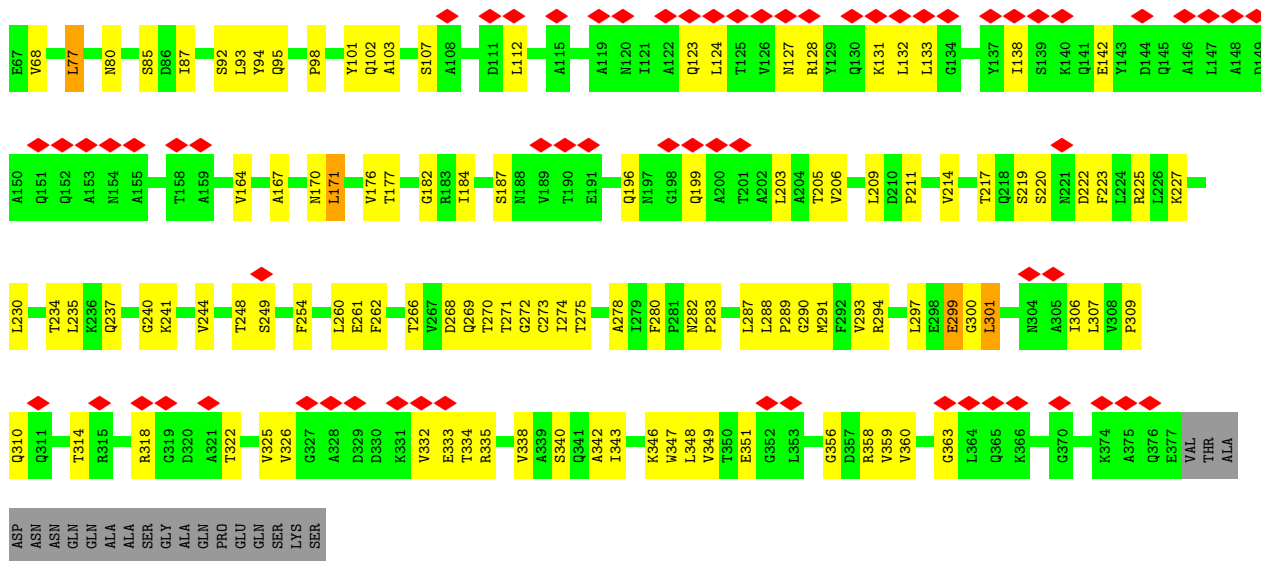 E67 V68 L77 N80 S85 D86 I87 S92 L93 Y94 Q95 P98 Y101 Q102 A103 S107 A108 D111 L112 A115 A119 N120 I121 A122 Q123 L124 T125 V126 N127 R128 Y129 Q130 K131 L132 L133 G134 Y137 I138 S139 K140 Q141 E142 Y143 D144 Q145 A146 L147 A148 D149
A150 Q151 Q152 A153 N154 A155 T158 A159 V164 A167 N170 L171 V176 T177 G182 R183 I184 S187 N188 V189 T190 E191 Q196 N197 G198 Q199 A200 T201 A202 L203 A204 T205 V206 L209 D210 P211 V214 T217 Q218 S219 S220 N221 D222 F223 L224 R225 L226 K227
L230 T234 L235 K236 Q237 G240 K241 V244 T248 S249 F254 L260 E261 F262 T266 V267 D268 Q269 T270 T271 G272 C273 I274 T275 A278 I279 F280 P281 N282 P283 L287 L288 P289 G290 M291 F292 V293 R294 L297 E298 E299 G300 L301 N304 A305 I306 L307 V308 P309
Q310 Q311 T314 R315 R318 G319 D320 A321 T322 V325 V326 G327 A328 D329 D330 K331 V332 E333 T334 R335 V338 A339 S340 Q341 A342 I343 K346 W347 L348 V349 T350 E351 G352 L353 G356 D357 R358 V359 V360 G363 L364 Q365 K366 G370 K374 A375 Q376 E377 VAL THR ALA
ASP ASN ASN GLN GLN ALA ALA SER GLY ALA GLN PRO GLU GLN SER LYS SER